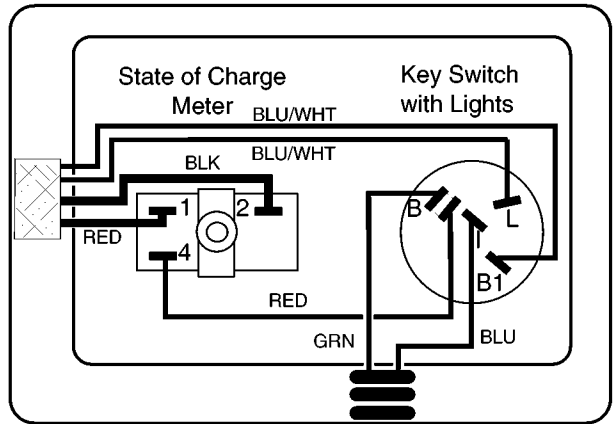 State of Charge
Meter
Key Switch
with Lights
BLU/WHT
BLU/WHT
BLK
1
2
B
L
I
RED
4
B1
RED
GRN
BLU